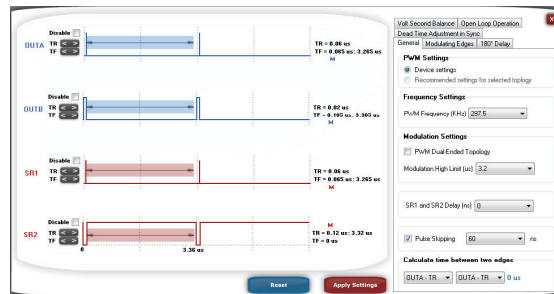 Disable
OUTA
TR < >
TF < >
TR = 0.06 us
TF = 0.065 us: 3.265 us
M
Disable
OUTB
TR < >
TF < >
TR = 0.02 us
TF = 0.105 us: 3.305 us
M
Disable
SR1
TR < >
TF < >
TR = 0.06 us
TF = 0.065 us: 3.265 us
M
Disable
SR2
TR < >
TF < >
M
TR = 0.12 us: 3.32 us
TF = 0 us
0
3.36 us
Reset
Apply Settings
x
Volt Second Balance
Open Loop Operation
Dead Time Adjustment in Sync
General
Modulating Edges
180° Delay
PWM Settings
Device settings
Recommended settings for selected toplogy
Frequency Settings
PWM Frequency (KHz) 297.5
Modulation Settings
PWM Dual-Ended Topology
Modulation High Limit (us) 3.2
SR1 and SR2 Delay (ns) 0
Pulse Skipping 60 ns
Calculate time between two edges
OUTA - TR OUTA - TR 0 us